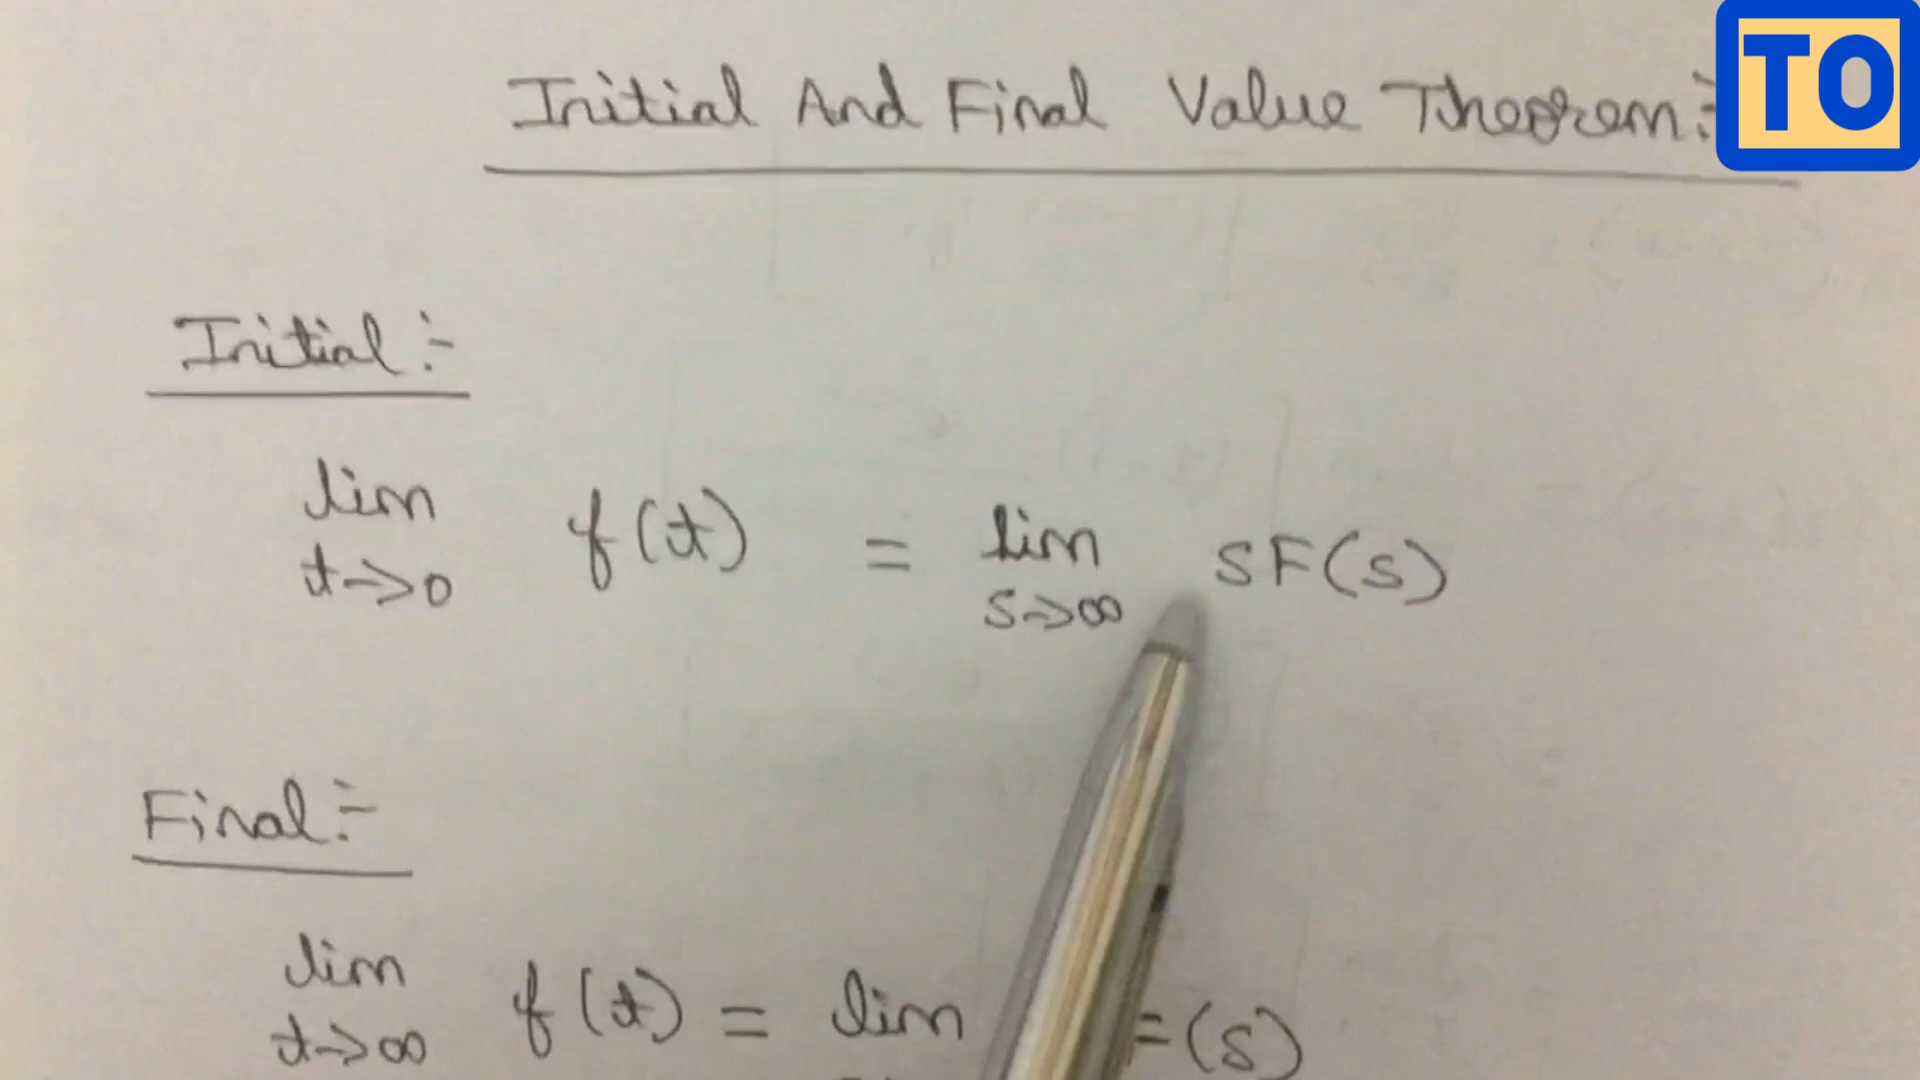 Initial And Final Value Theorem:-
TO
Initial :-
lim f(t) = lim SF(s)
t->0 s->∞
Final :-
lim f(t) = lim (s)
t->∞